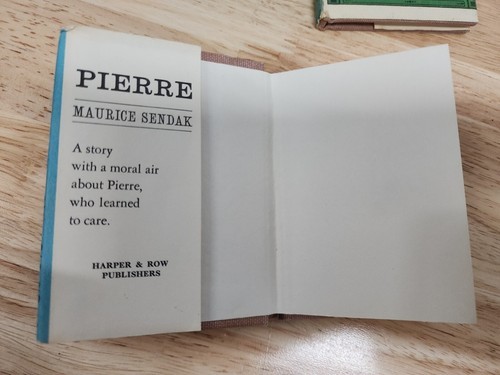 PIERRE
MAURICE SENDAK
A story
with a moral air
about Pierre,
who learned
to care.
HARPER & ROW
PUBLISHERS